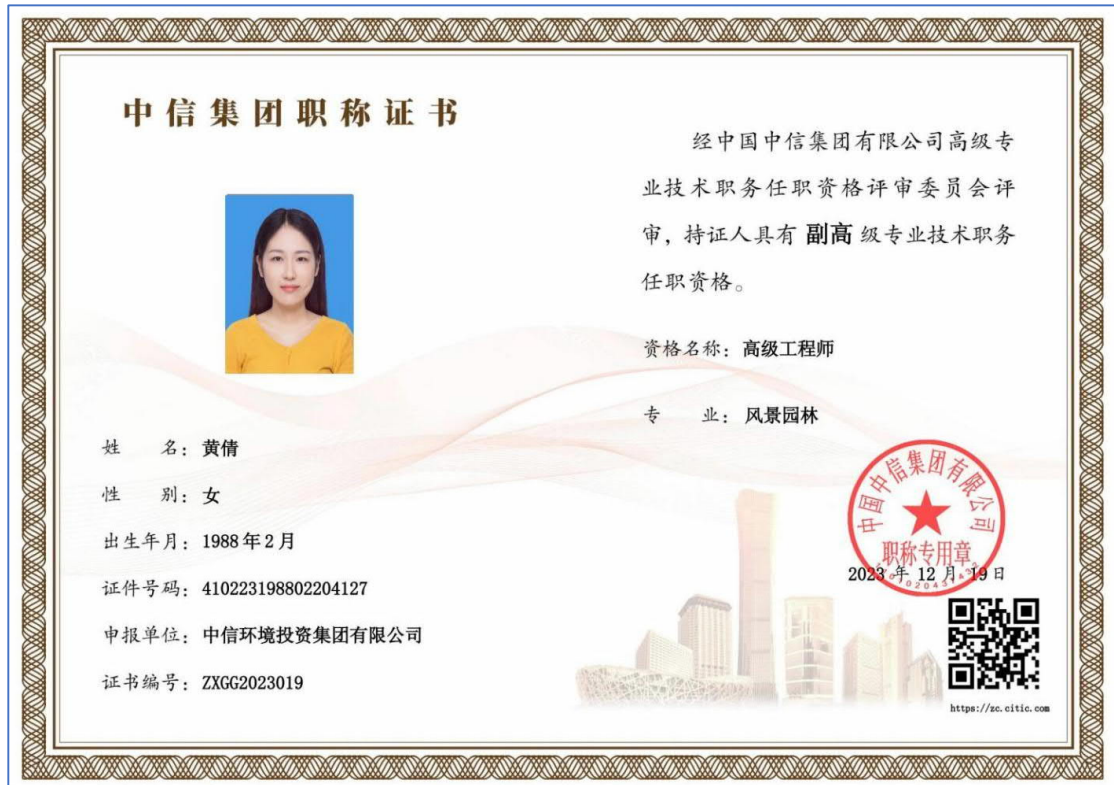 中信集团职称证书
经中国中信集团有限公司高级专
业技术职务任职资格评审委员会评
审，持证人具有 副高 级专业技术职务
任职资格。
资格名称：高级工程师
专 业：风景园林
姓 名：黄倩
性 别：女
出生年月：1988 年 2 月
证件号码：410223198802204127
申报单位：中信环境投资集团有限公司
证书编号：ZXGG2023019
中国中信集团有限公司
职称专用章
2023 年 12 月 19 日
https://zc.citic.com